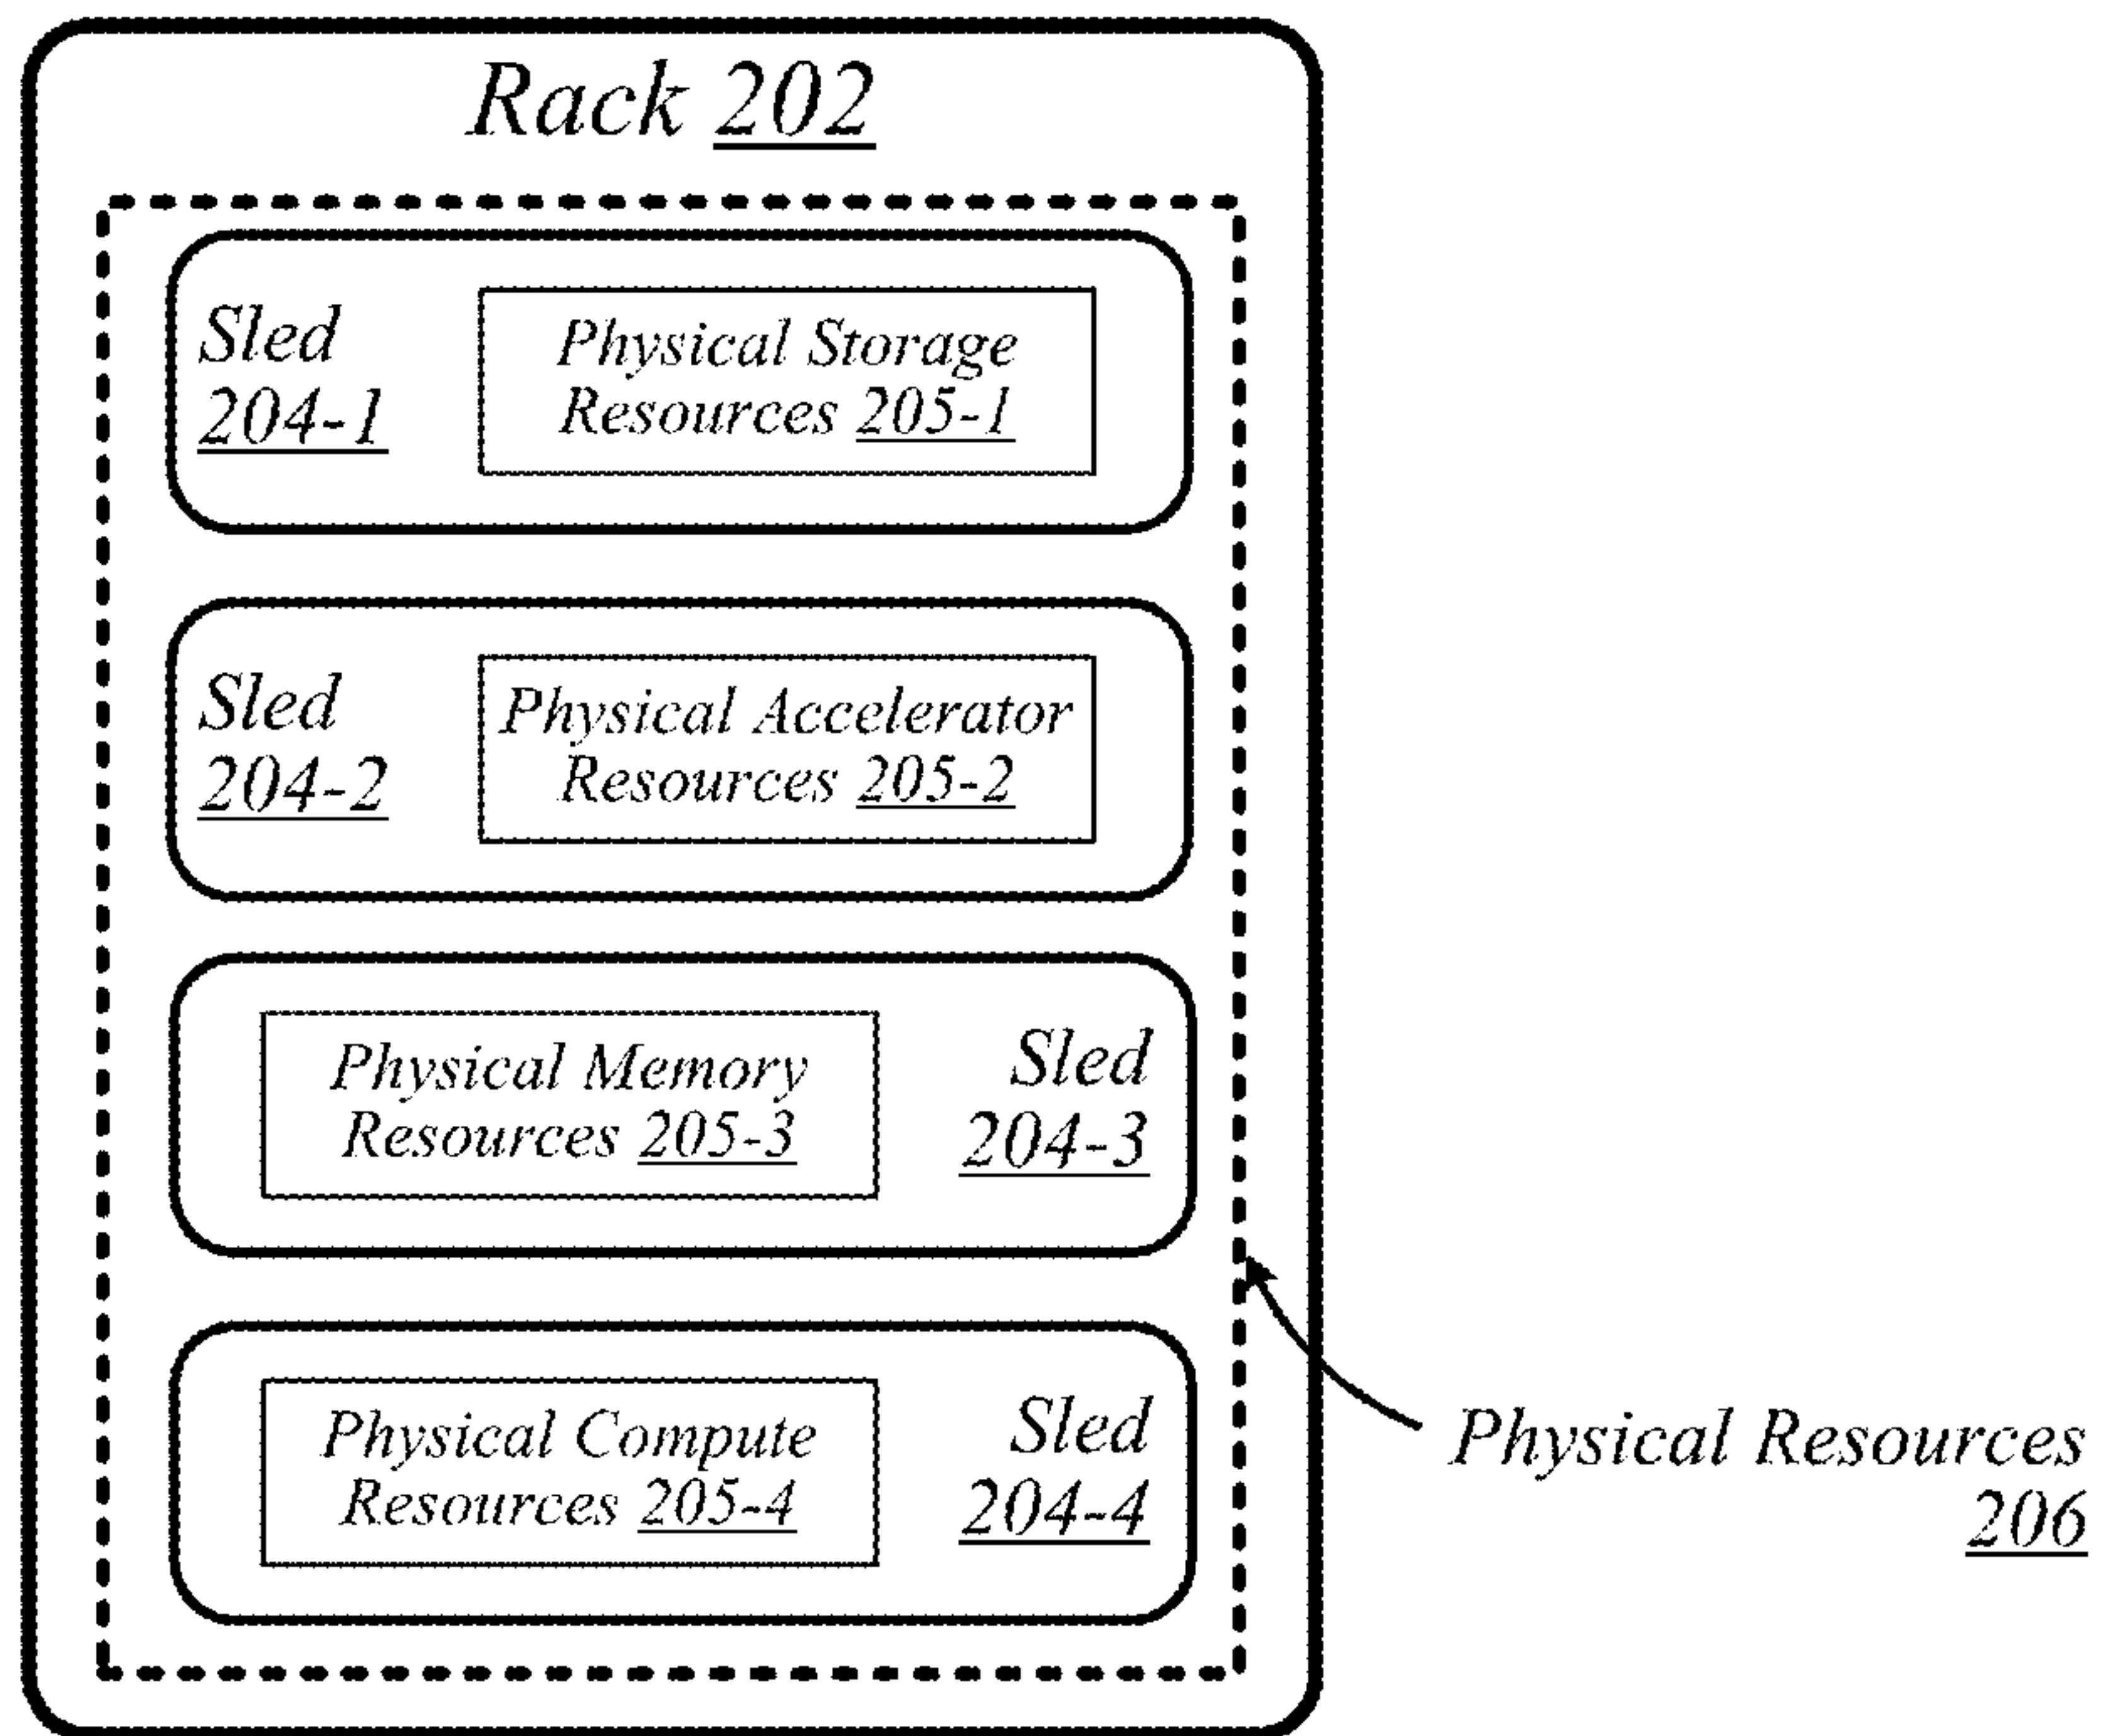 Rack 202
Sled
204-1
Physical Storage
Resources 205-1
Sled
204-2
Physical Accelerator
Resources 205-2
Physical Memory
Resources 205-3
Sled
204-3
Physical Compute
Resources 205-4
Sled
204-4
Physical Resources
206